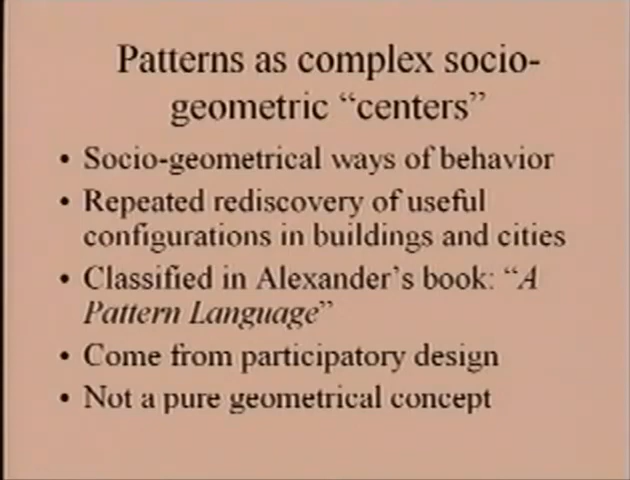 Patterns as complex socio-
geometric “centers”
• Socio-geometrical ways of behavior
• Repeated rediscovery of useful
configurations in buildings and cities
• Classified in Alexander’s book: “A
Pattern Language”
• Come from participatory design
• Not a pure geometrical concept